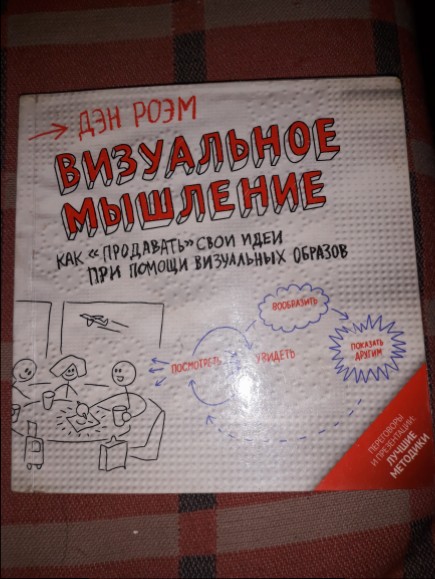 ДЭН РОЭМ
ВИЗУАЛЬНОЕ
МЫШЛЕНИЕ
КАК «ПРОДАВАТЬ» СВОИ ИДЕИ
ПРИ ПОМОЩИ ВИЗУАЛЬНЫХ ОБРАЗОВ
ВООБРАЗИТЬ
ПОСМОТРЕТЬ
УВИДЕТЬ
ПОКАЗАТЬ
ДРУГИМ
ПЕРЕГОВОРЫ
И ПРЕЗЕНТАЦИИ:
ЛУЧШИЕ
МЕТОДИКИ